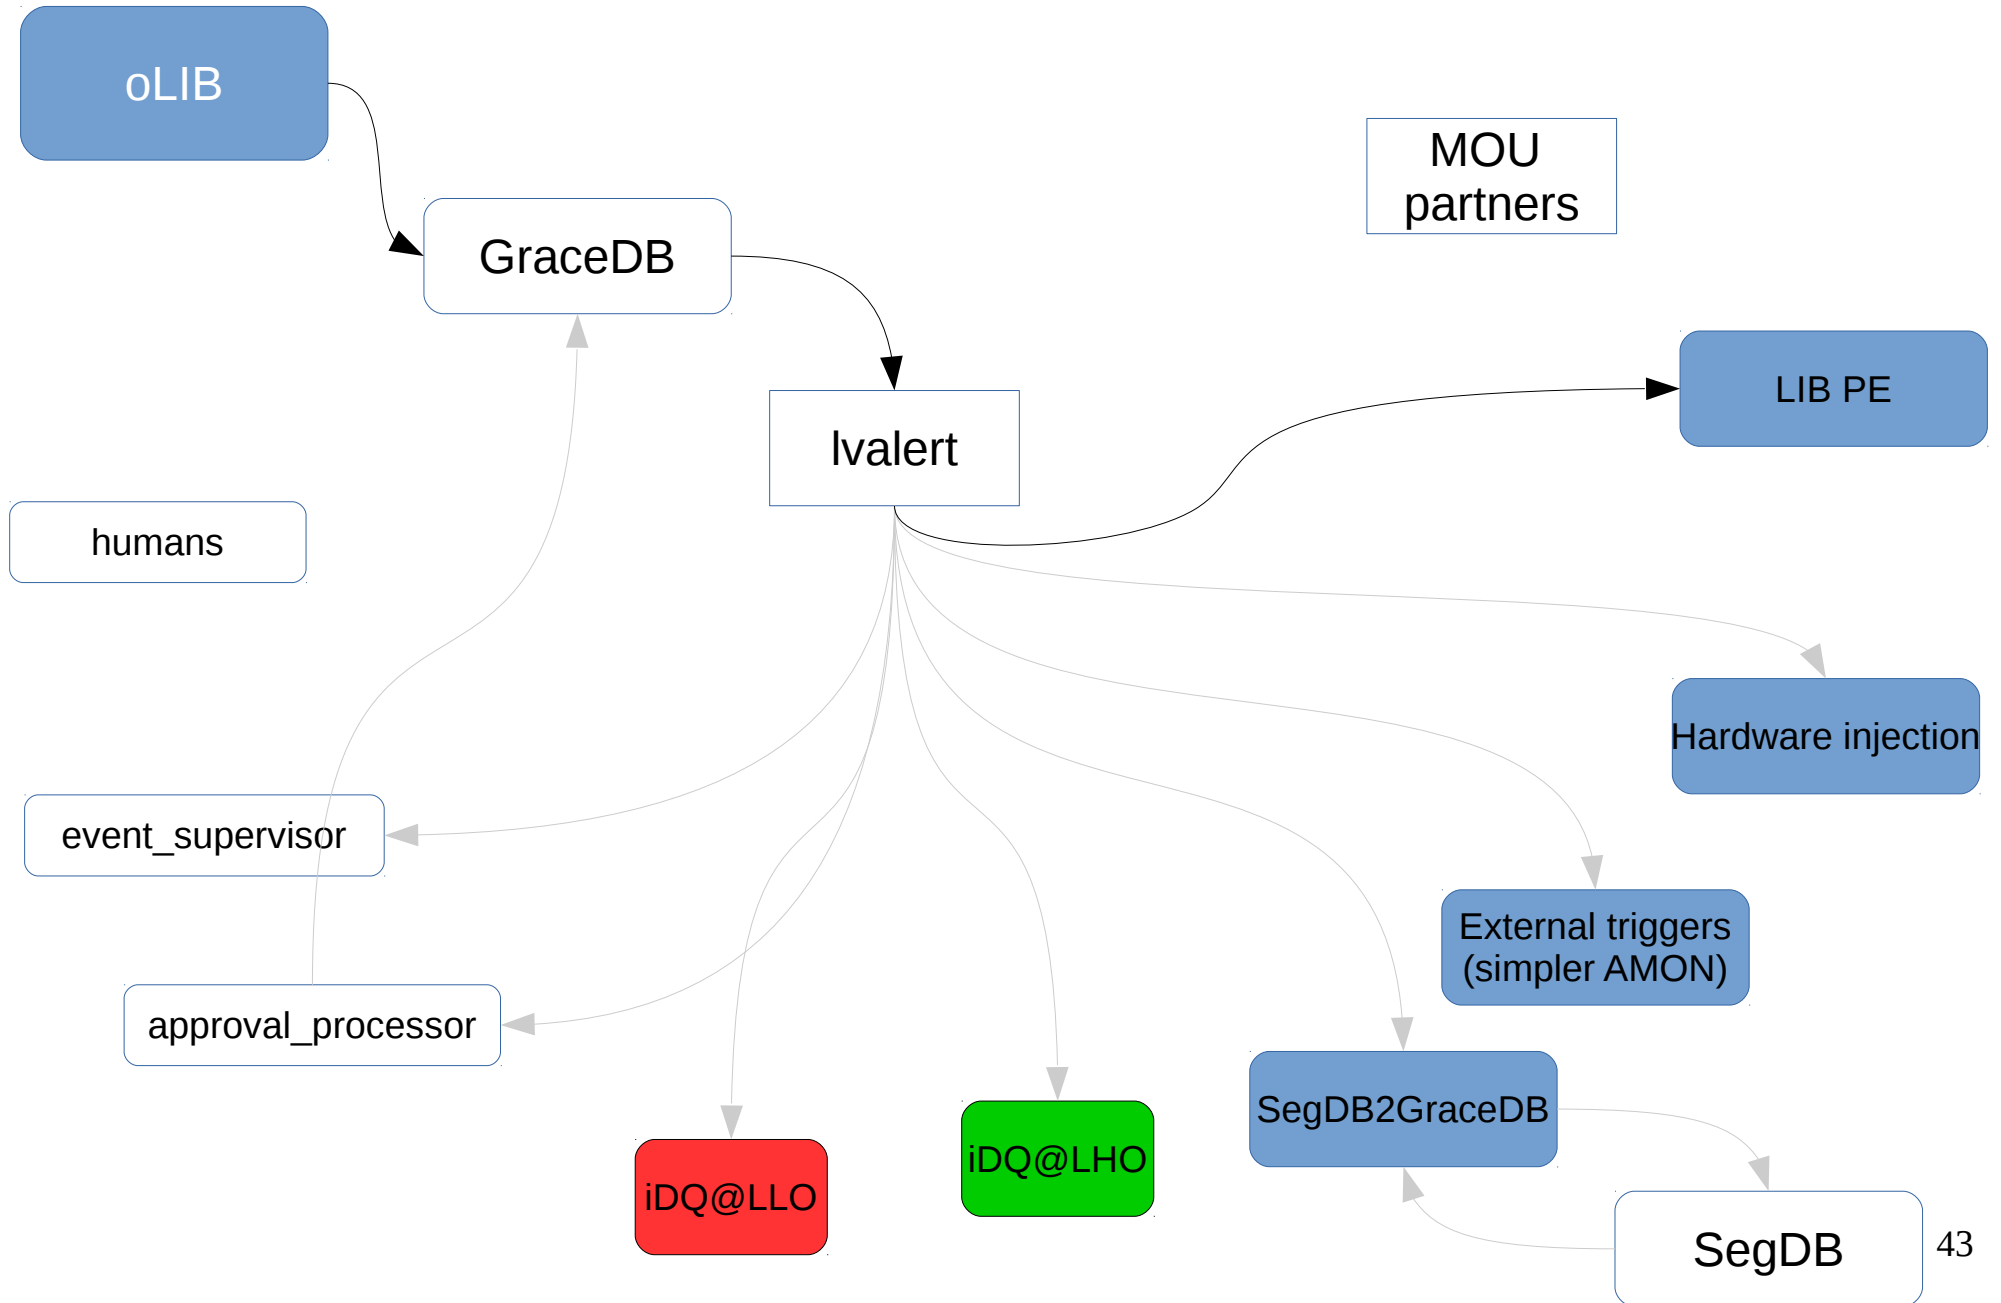 oLIB
MOU
partners
GraceDB
LIB PE
lvalert
humans
Hardware injection
event_supervisor
External triggers
(simpler AMON)
approval_processor
SegDB2GraceDB
iDQ@LHO
iDQ@LLO
SegDB
43